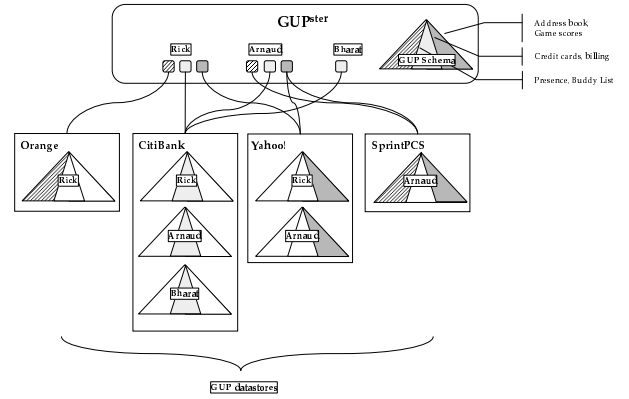 GUPster
Rick
Arnaud
Bharat
GUP Schema
Address book,
Game scores
Credit cards, billing
Presence, Buddy List
Orange
Rick
CitiBank
Rick
Arnaud
Bharat
Yahoo!
Rick
Arnaud
SprintPCS
Arnaud
GUP datastores